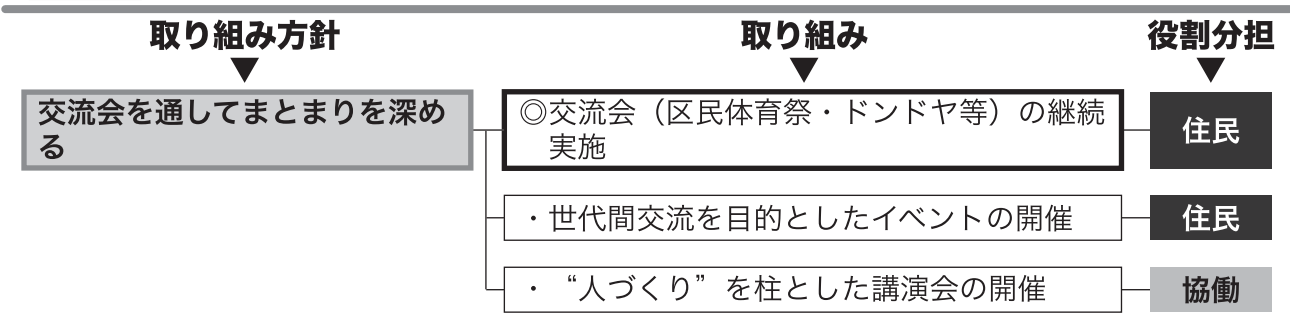 取り組み方針 取り組み 役割分担
▼ ▼ ▼
交流会を通してまとまりを深め
る
◎交流会（区民体育祭・ドンドヤ等）の継続
実施
住民
・世代間交流を目的としたイベントの開催
住民
・“人づくり”を柱とした講演会の開催
協働